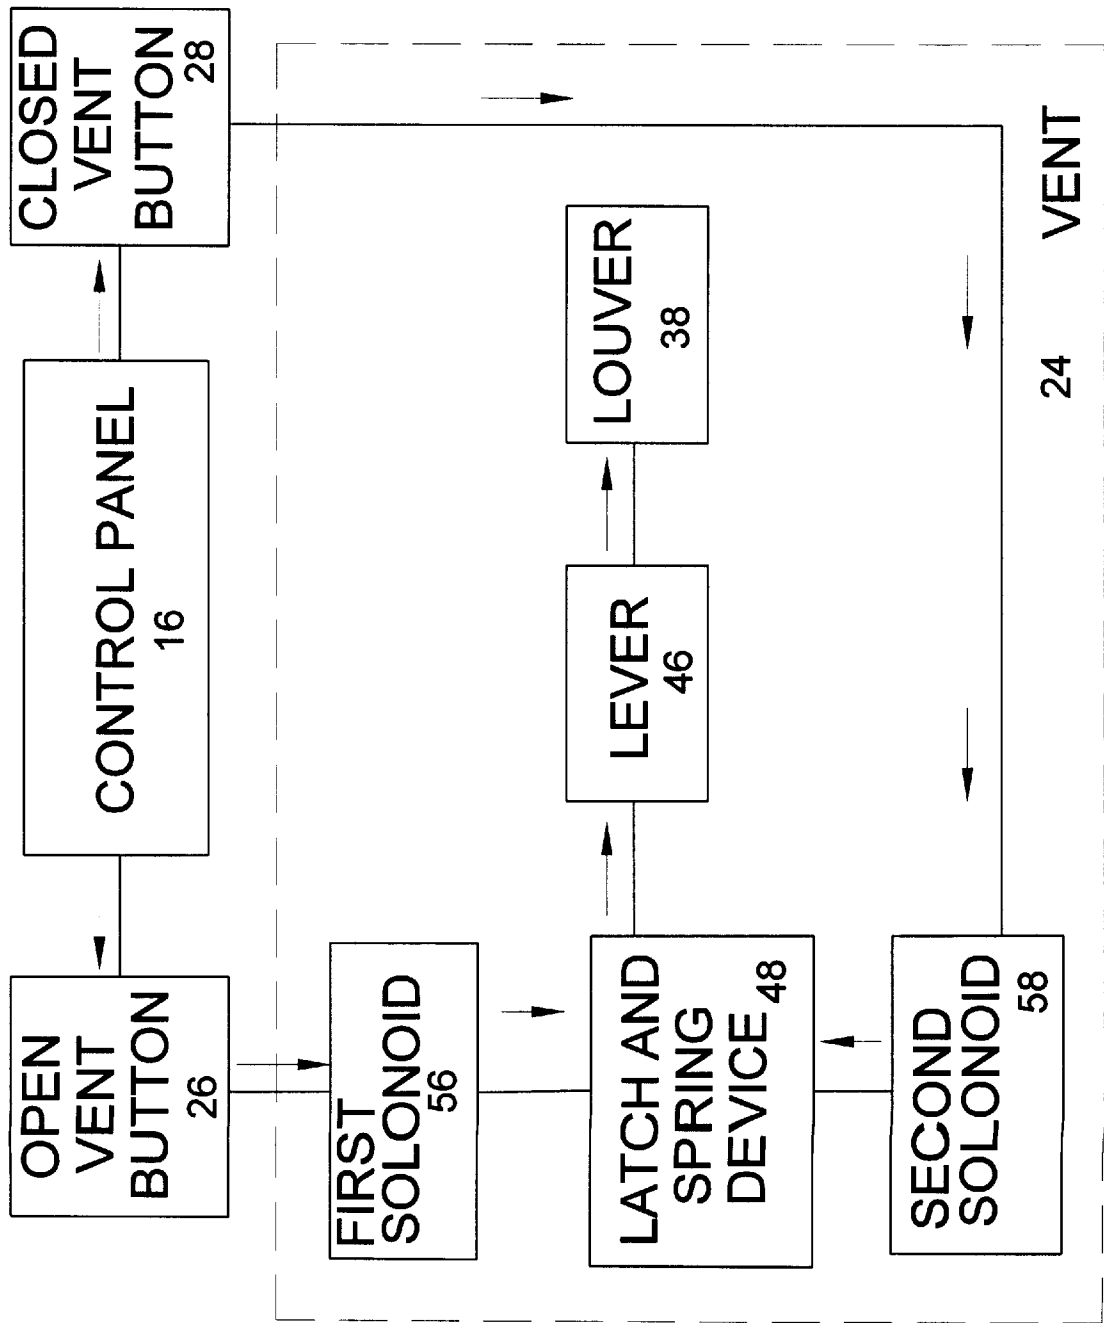 OPEN
VENT
BUTTON
26
CONTROL PANEL
16
CLOSED
VENT
BUTTON
28
FIRST
SOLONOID
56
LATCH AND
SPRING
DEVICE
48
LEVER
46
LOUVER
38
SECOND
SOLONOID
58
24 VENT